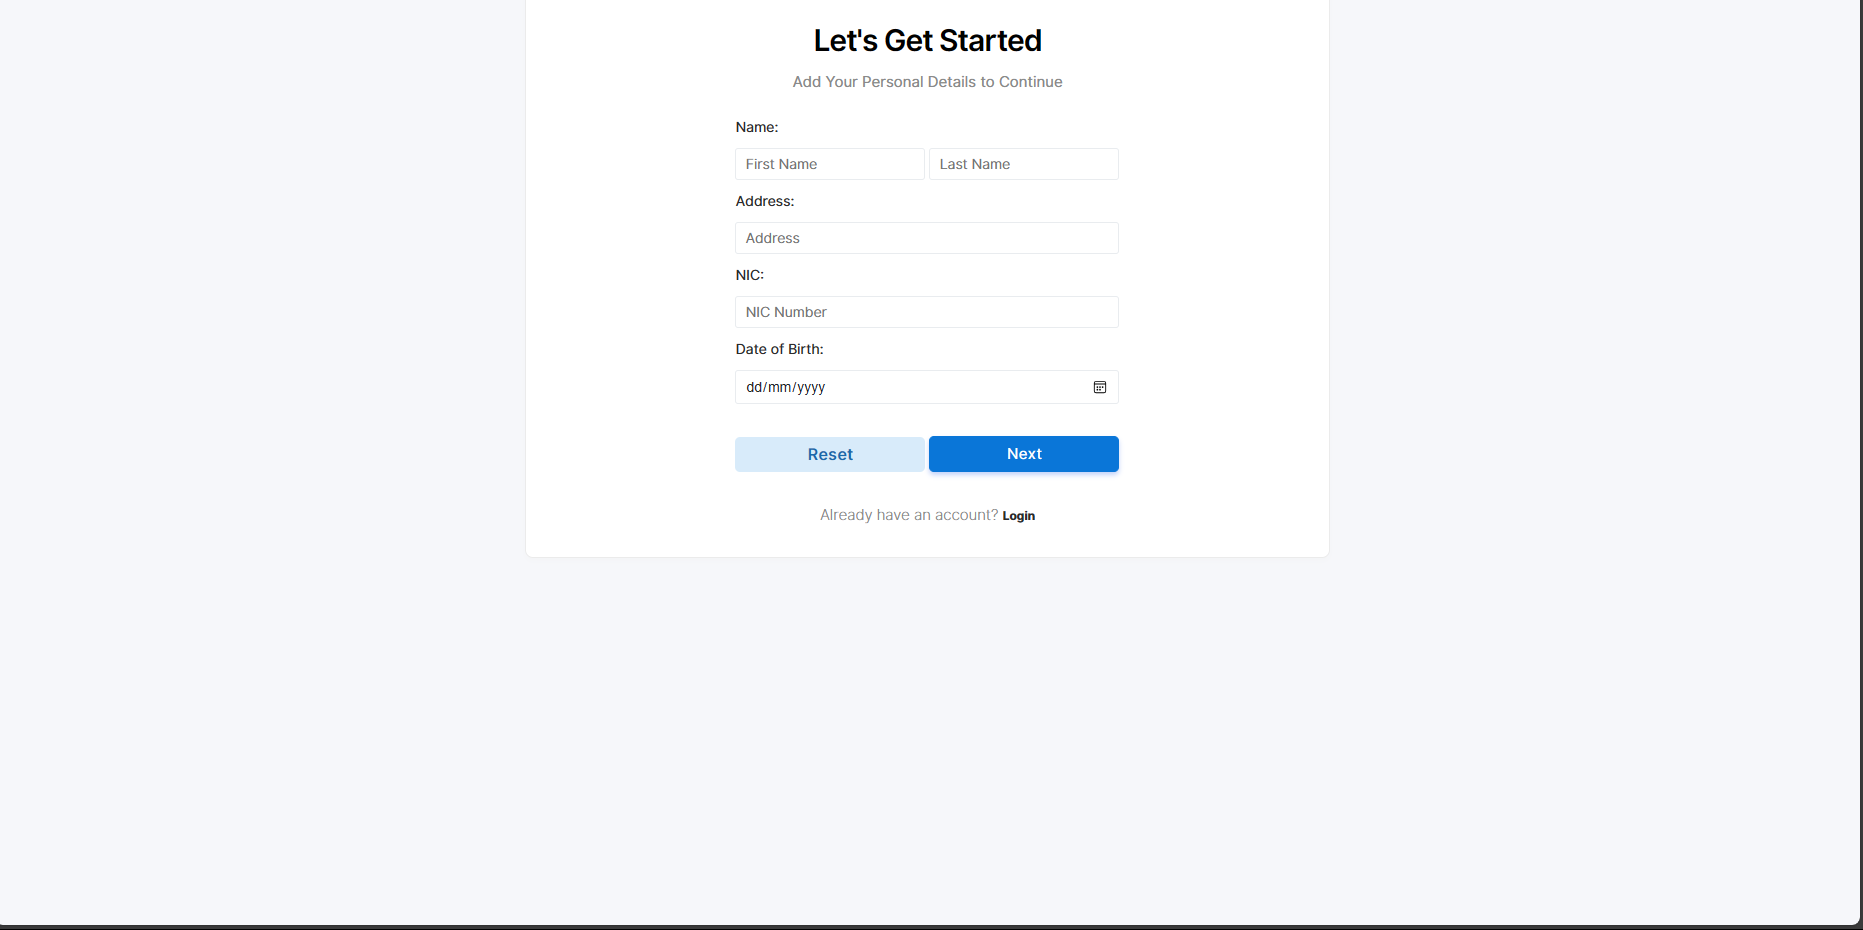 Let's Get Started
Add Your Personal Details to Continue
Name:
First Name Last Name
Address:
Address
NIC:
NIC Number
Date of Birth:
dd/mm/yyyy
Reset Next
Already have an account? Login